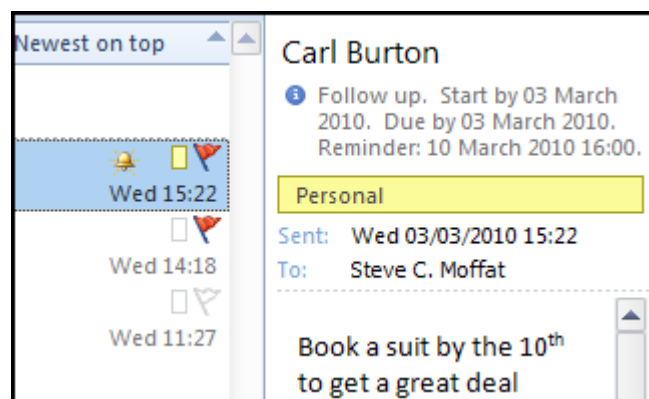 Newest on top
Wed 15:22
Wed 14:18
Wed 11:27
Carl Burton
Follow up. Start by 03 March
2010. Due by 03 March 2010.
Reminder: 10 March 2010 16:00.
Personal
Sent: Wed 03/03/2010 15:22
To: Steve C. Moffat
Book a suit by the 10th
to get a great deal